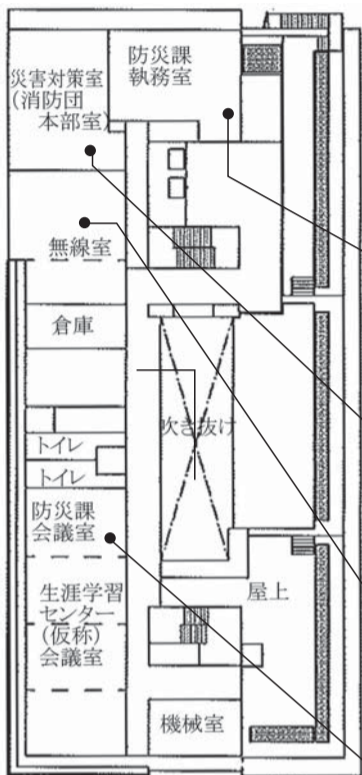 災害対策室
(消防団
本部室)
防災課
執務室
無線室
倉庫
吹き抜け
トイレ
トイレ
防災課
会議室
生涯学習
センター
(仮称)
会議室
屋上
機械室